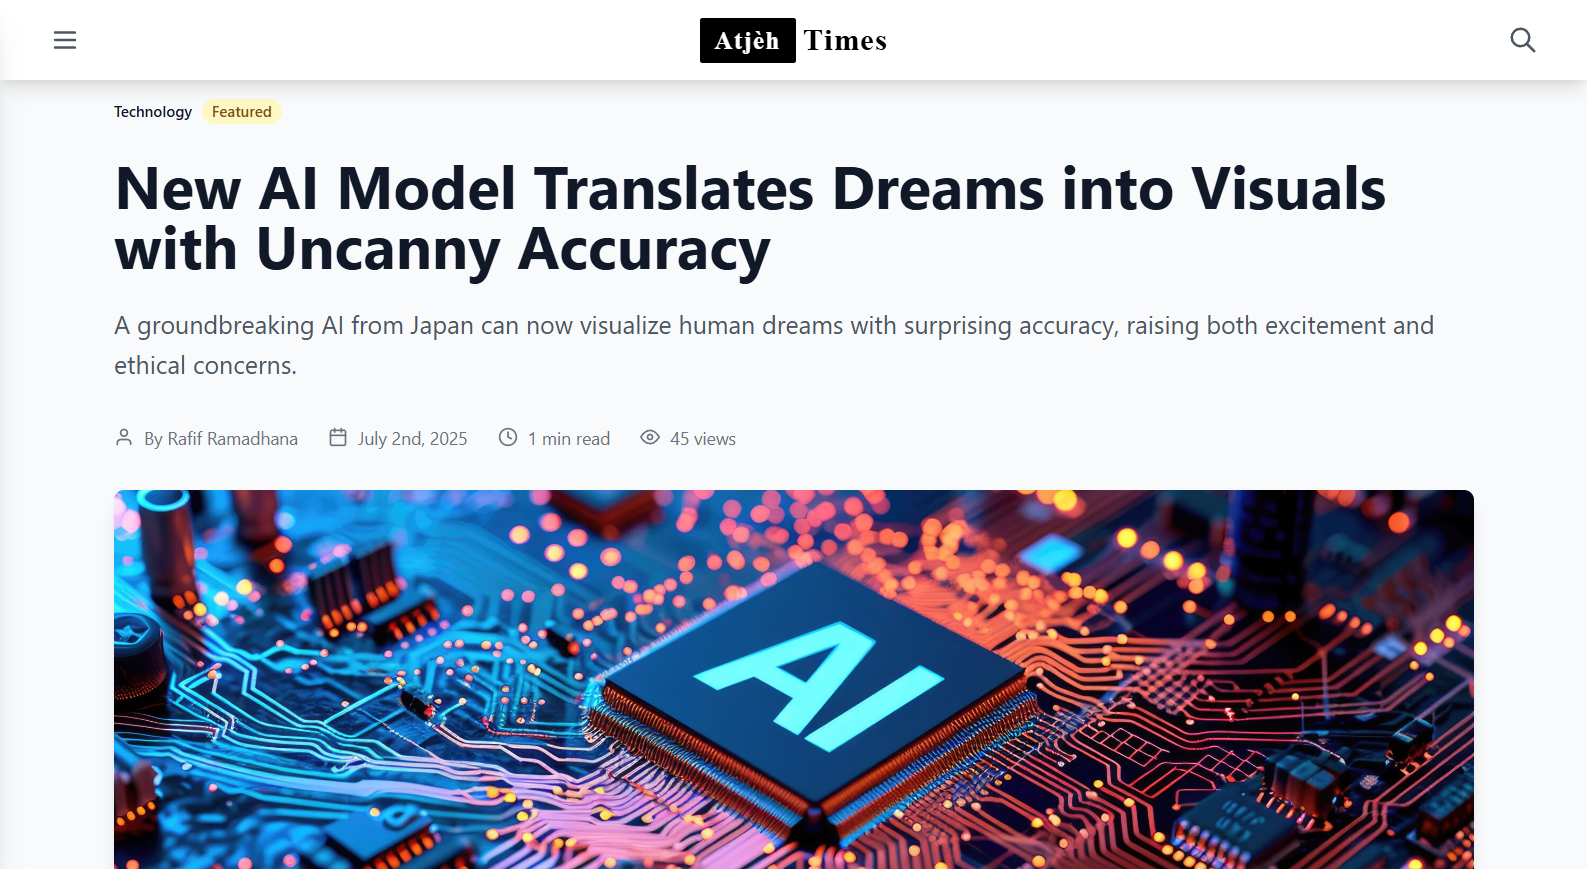 Atjèh Times
Technology Featured
New AI Model Translates Dreams into Visuals
with Uncanny Accuracy
A groundbreaking AI from Japan can now visualize human dreams with surprising accuracy, raising both excitement and
ethical concerns.
By Rafif Ramadhana July 2nd, 2025 1 min read 45 views
AI